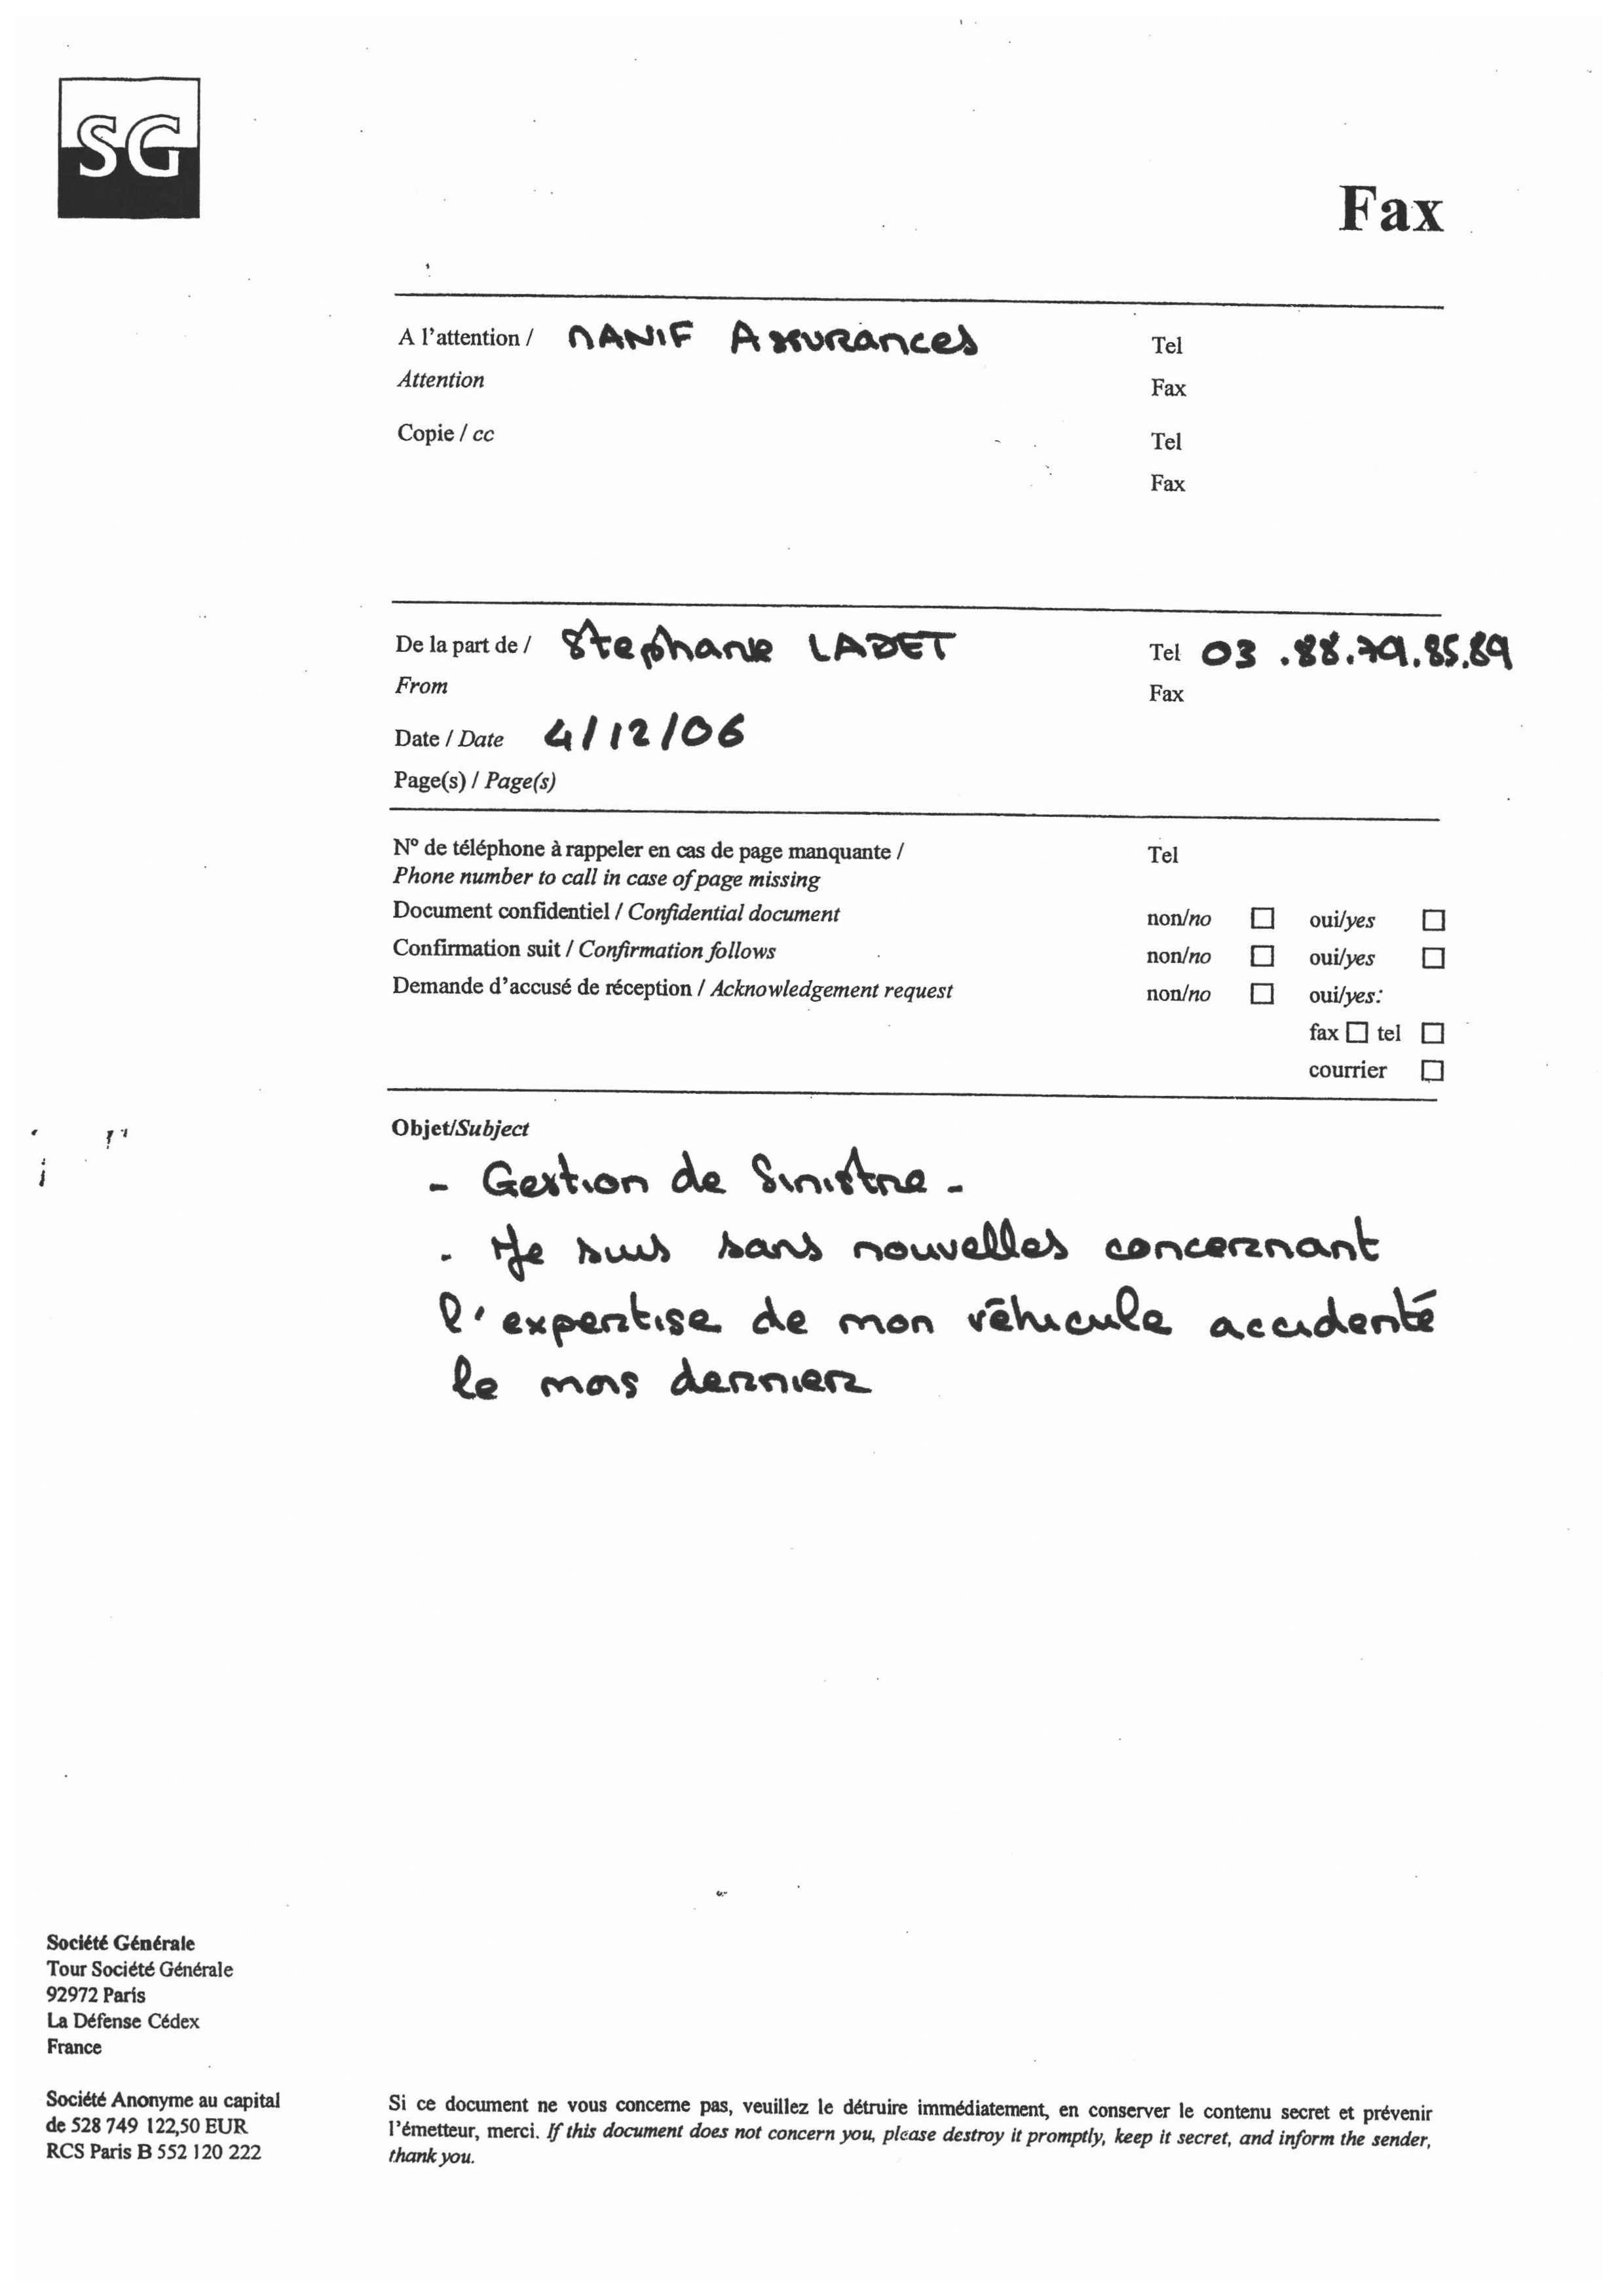 SG
Fax
A l'attention / MANIF Assurances Tel
Attention Fax
Copie / cc Tel
Fax
De la part de / Stephanie LADET Tel 03.88.79.85.89
From Fax
Date / Date 4/12/06
Page(s) / Page(s)
N° de téléphone à rappeler en cas de page manquante / Tel
Phone number to call in case of page missing
Document confidentiel / Confidential document non/no ☐ oui/yes ☐
Confirmation suit / Confirmation follows non/no ☐ oui/yes ☐
Demande d'accusé de réception / Acknowledgement request non/no ☐ oui/yes:
fax ☐ tel ☐
courrier ☐
Objet/Subject
- Gestion de Sinistre -
- Je suis sans nouvelles concernant
l'expertise de mon véhicule accidenté
le mois dernier
Société Générale
Tour Société Générale
92972 Paris
La Défense Cédex
France
Société Anonyme au capital
de 528 749 122,50 EUR
RCS Paris B 552 120 222
Si ce document ne vous concerne pas, veuillez le détruire immédiatement, en conserver le contenu secret et prévenir
l'émetteur, merci. If this document does not concern you, please destroy it promptly, keep it secret, and inform the sender,
thank you.